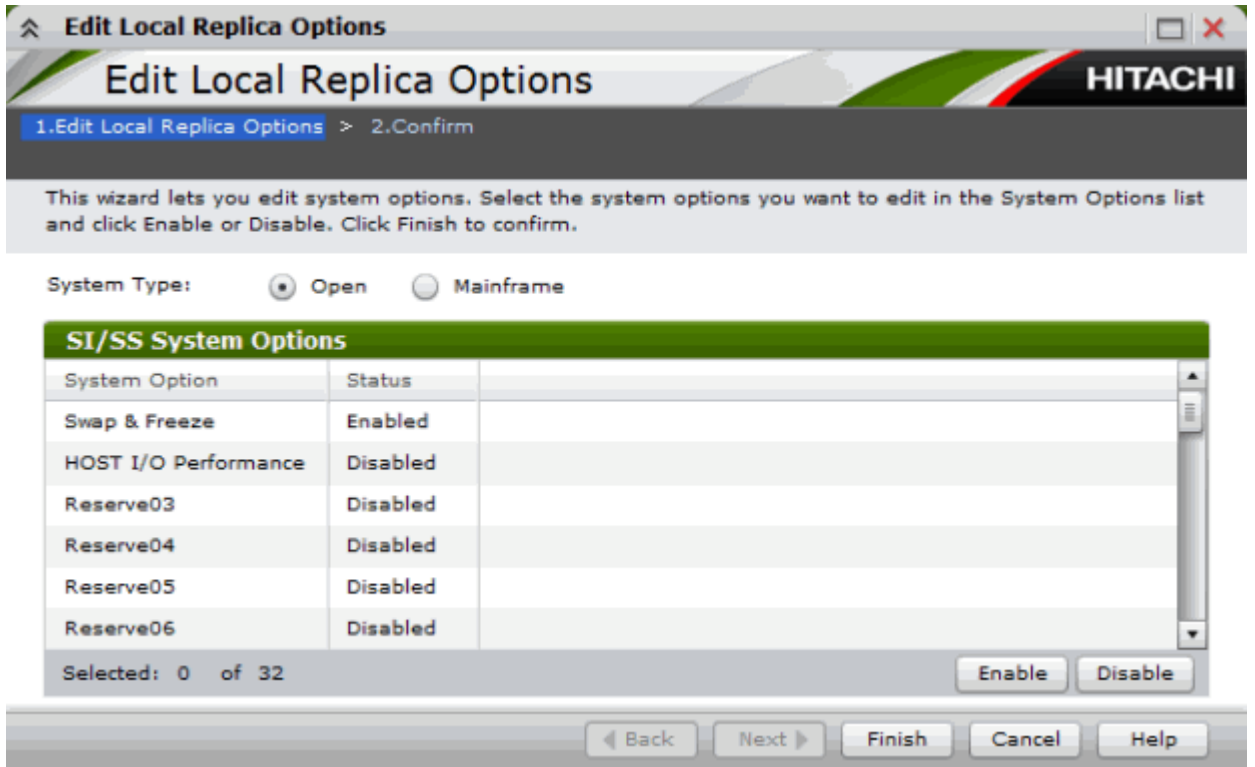 Edit Local Replica Options
Edit Local Replica Options
HITACHI
1.Edit Local Replica Options > 2.Confirm
This wizard lets you edit system options. Select the system options you want to edit in the System Options list
and click Enable or Disable. Click Finish to confirm.
System Type: Open Mainframe
SI/SS System Options
System Option Status
Swap & Freeze Enabled
HOST I/O Performance Disabled
Reserve03 Disabled
Reserve04 Disabled
Reserve05 Disabled
Reserve06 Disabled
Selected: 0 of 32 Enable Disable
Back Next Finish Cancel Help